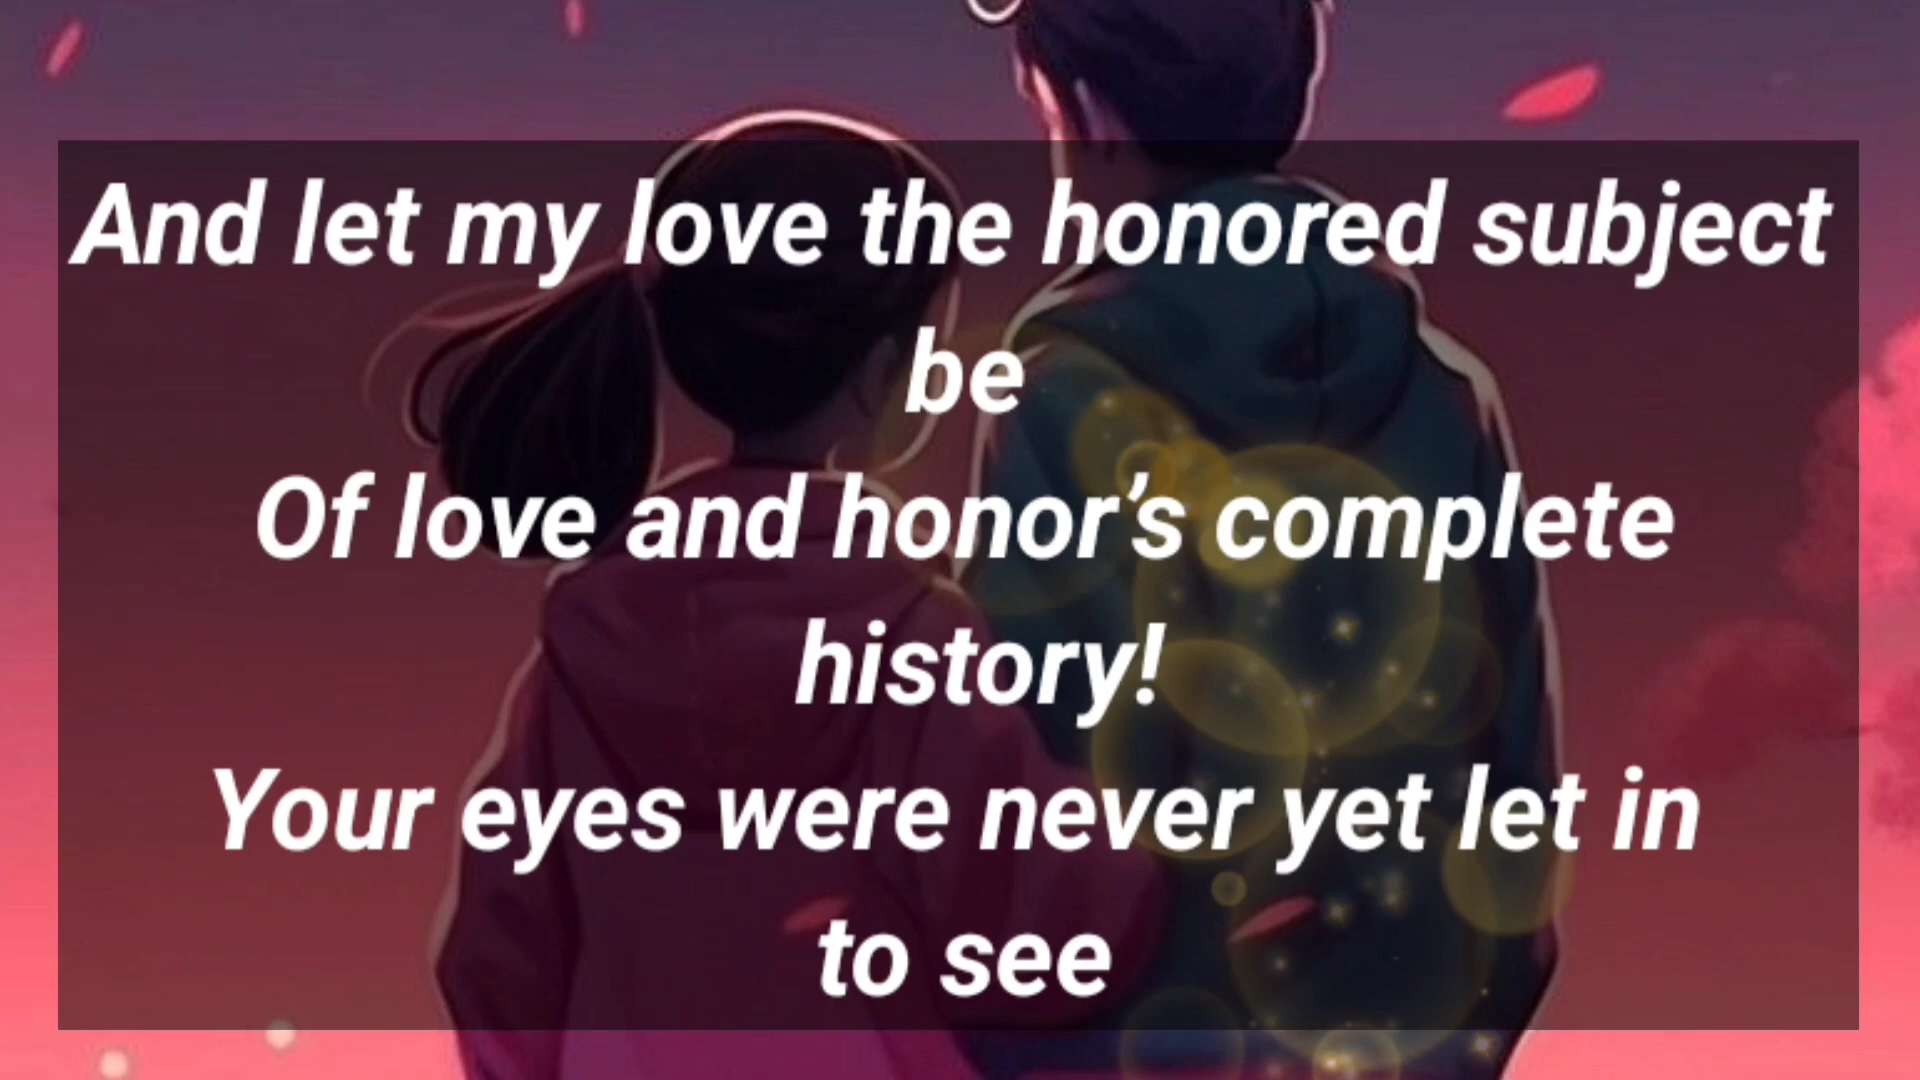 And let my love the honored subject
be
Of love and honor’s complete
history!
Your eyes were never yet let in
to see